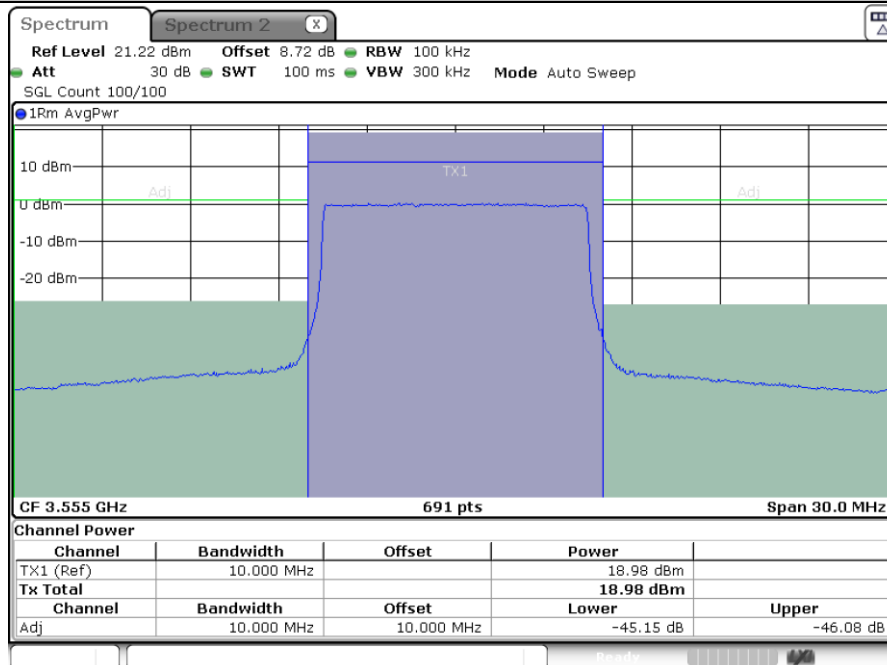 Spectrum Spectrum 2 X
Ref Level 21.22 dBm Offset 8.72 dB RBW 100 kHz
Att 30 dB SWT 100 ms VBW 300 kHz Mode Auto Sweep
SGL Count 100/100
1Rm AvgPwr
10 dBm
TX1
Adj Adj
0 dBm
-10 dBm
-20 dBm
CF 3.555 GHz 691 pts Span 30.0 MHz
Channel Power
Channel Bandwidth Offset Power
TX1 (Ref) 10.000 MHz 18.98 dBm
Tx Total 18.98 dBm
Channel Bandwidth Offset Lower Upper
Adj 10.000 MHz 10.000 MHz -45.15 dB -46.08 dB
Ready